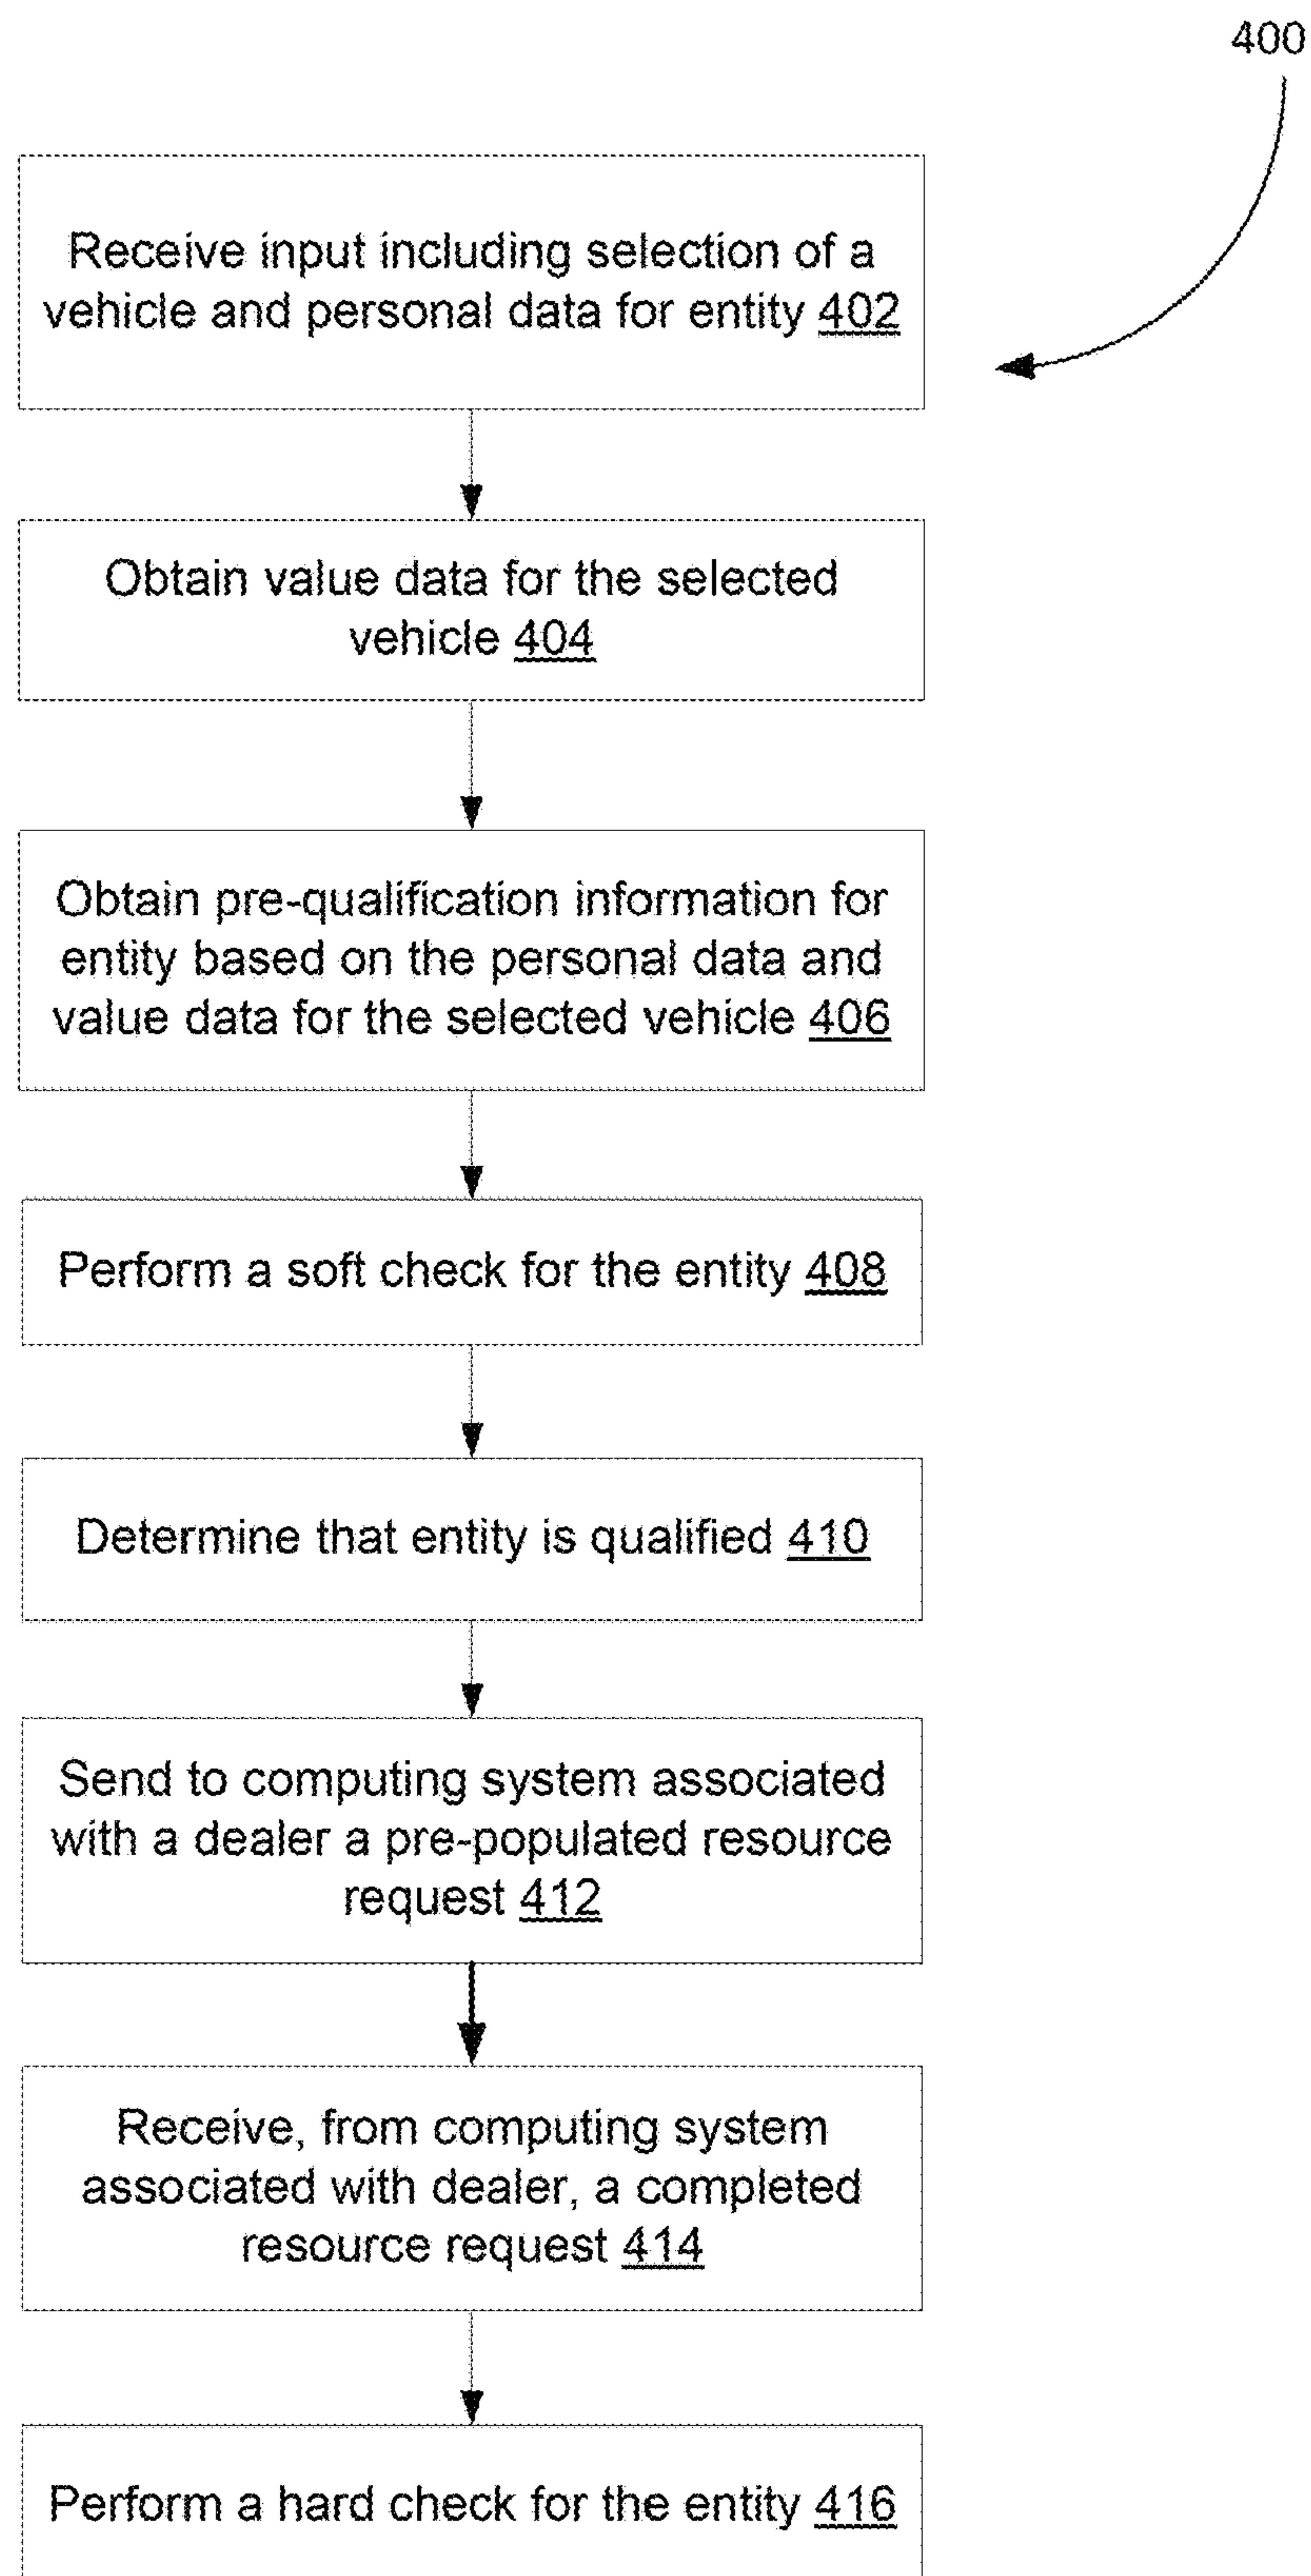 400
Receive input including selection of a
vehicle and personal data for entity 402
Obtain value data for the selected
vehicle 404
Obtain pre-qualification information for
entity based on the personal data and
value data for the selected vehicle 406
Perform a soft check for the entity 408
Determine that entity is qualified 410
Send to computing system associated
with a dealer a pre-populated resource
request 412
Receive, from computing system
associated with dealer, a completed
resource request 414
Perform a hard check for the entity 416